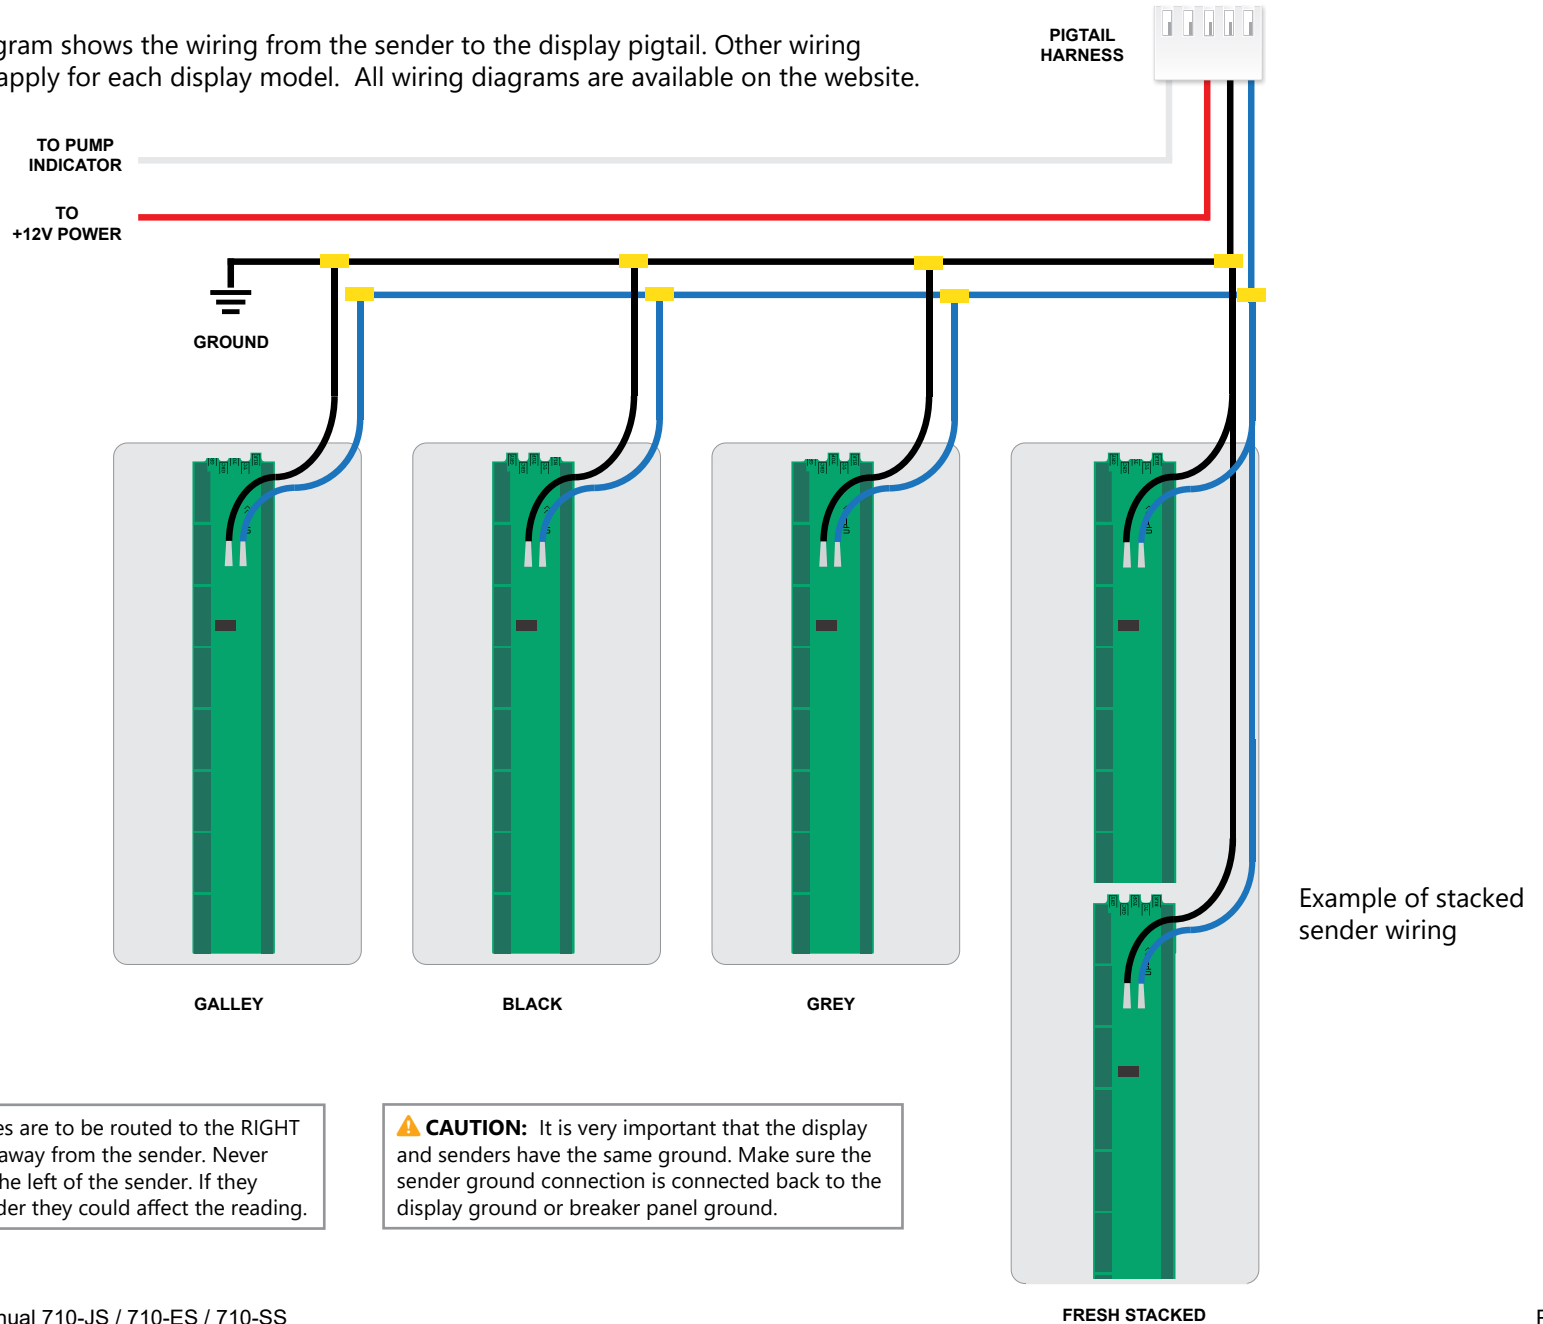 gram shows the wiring from the sender to the display pigtail. Other wiring
apply for each display model. All wiring diagrams are available on the website.
PIGTAIL
HARNESS
TO PUMP
INDICATOR
TO
+12V POWER
GROUND
GALLEY
BLACK
GREY
Example of stacked
sender wiring
es are to be routed to the RIGHT
away from the sender. Never
he left of the sender. If they
der they could affect the reading.
CAUTION: It is very important that the display
and senders have the same ground. Make sure the
sender ground connection is connected back to the
display ground or breaker panel ground.
FRESH STACKED
nual 710-JS / 710-ES / 710-SS